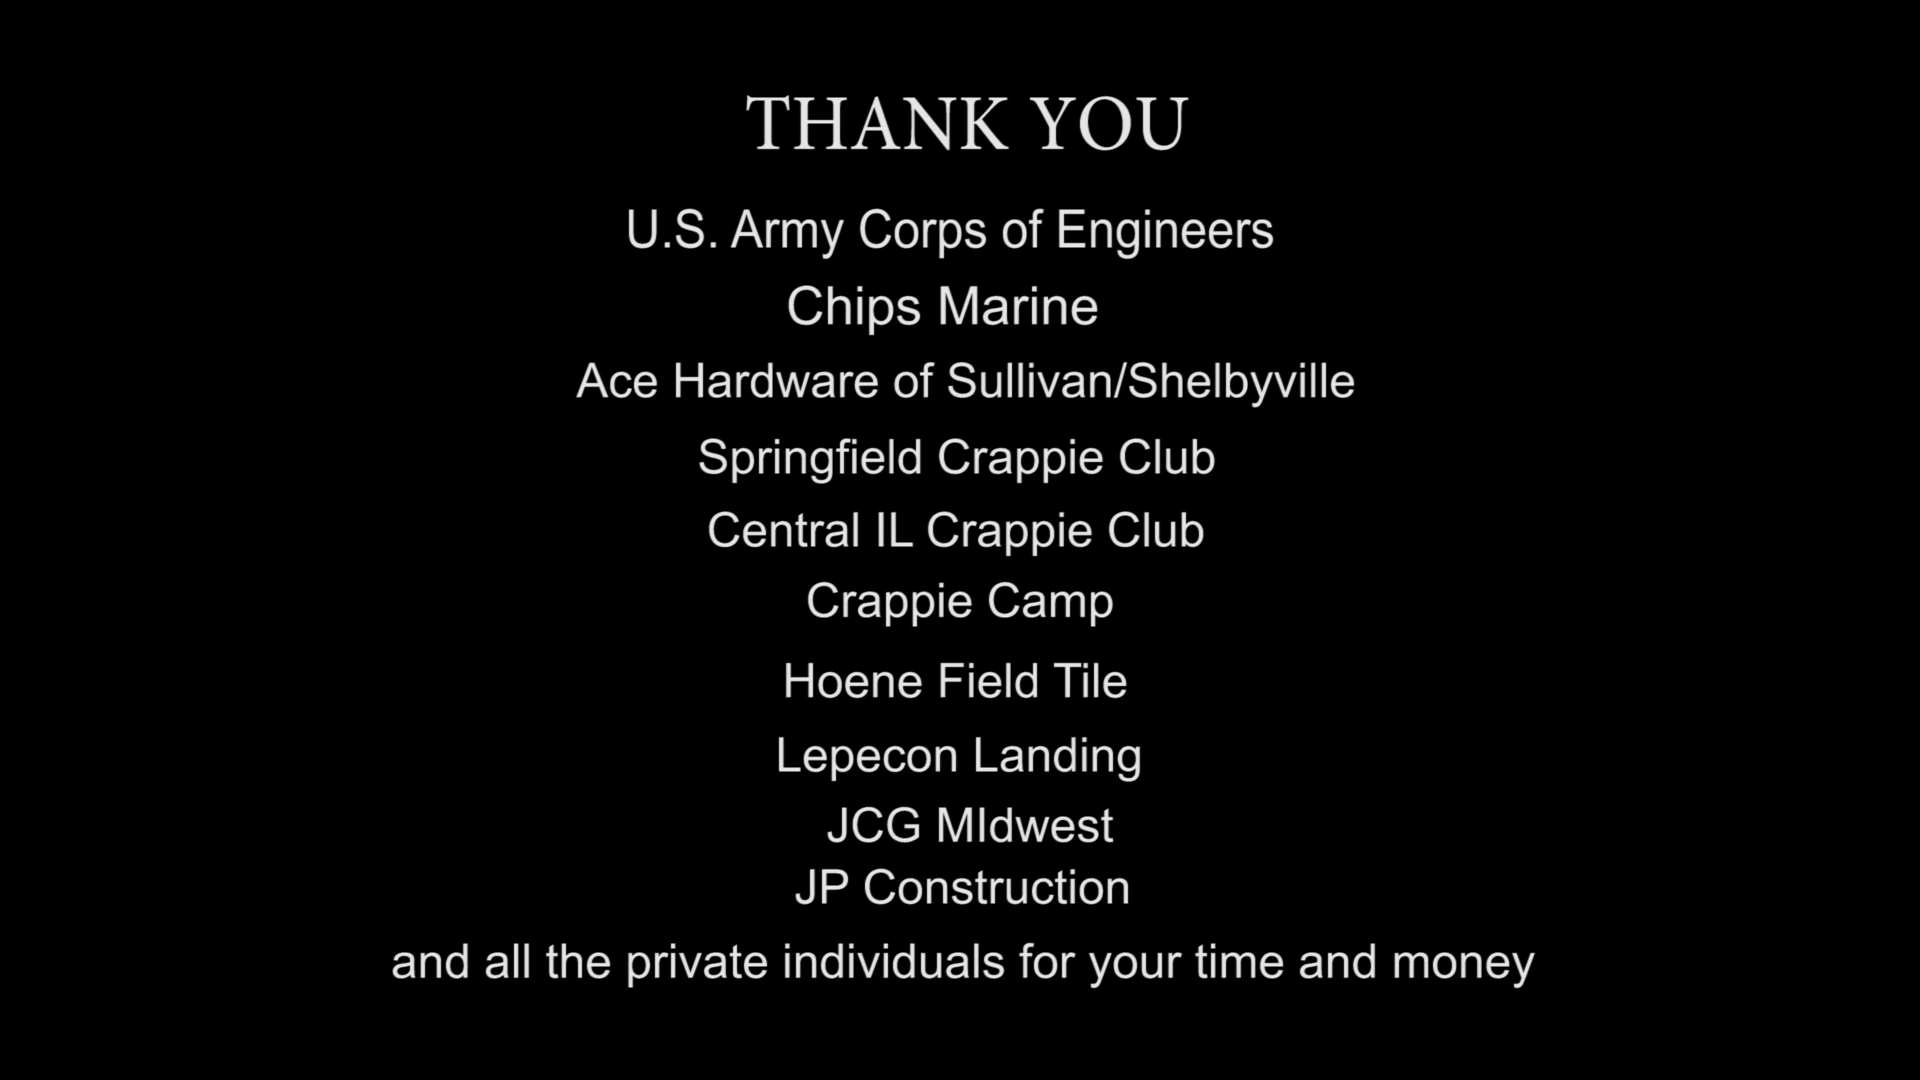 THANK YOU
U.S. Army Corps of Engineers
Chips Marine
Ace Hardware of Sullivan/Shelbyville
Springfield Crappie Club
Central IL Crappie Club
Crappie Camp
Hoene Field Tile
Lepecon Landing
JCG MIdwest
JP Construction
and all the private individuals for your time and money